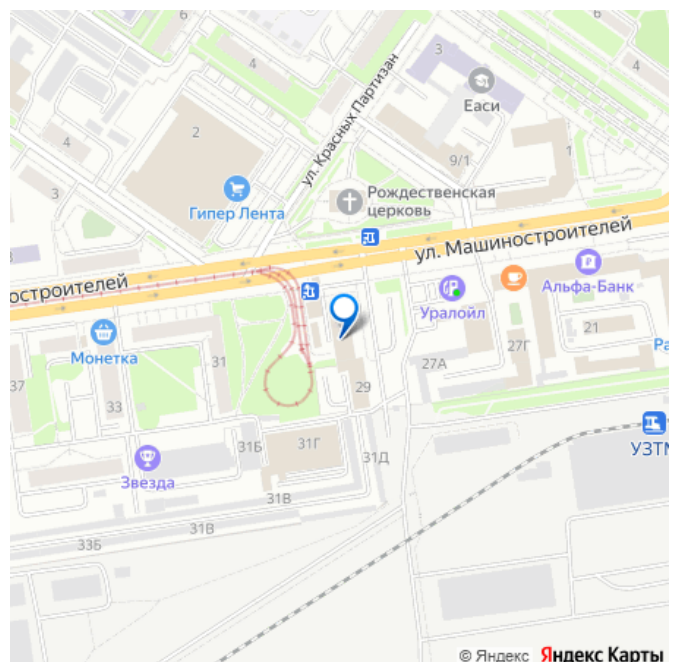 6
6
4
3
Еаси
ул. Красных Партизан
2
4
9/1
1
3
Рождественская
церковь
Гипер Лента
ул. Машиностроителей
остроителей
Альфа-Банк
Уралойл
21
27Г
Ра
Монетка
31
27А
37
33
29
УЗТМ
31Б
31Г
31Д
Звезда
31В
31В
33Б
© Яндекс Яндекс Карты